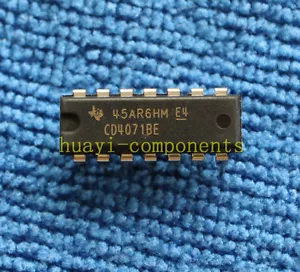 45AR6HM E4
CD4071BE
huayi-components